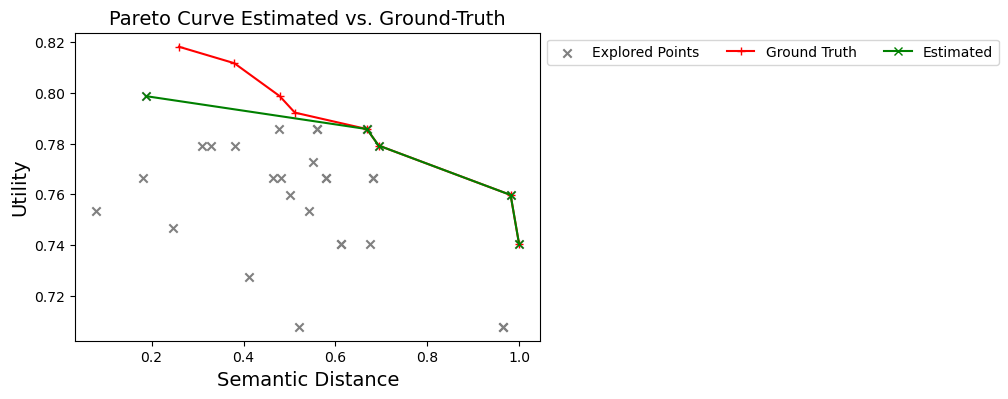 Pareto Curve Estimated vs. Ground-Truth
Explored Points
Ground Truth
Estimated
Utility
0.82
0.80
0.78
0.76
0.74
0.72
0.2
0.4
0.6
0.8
1.0
Semantic Distance